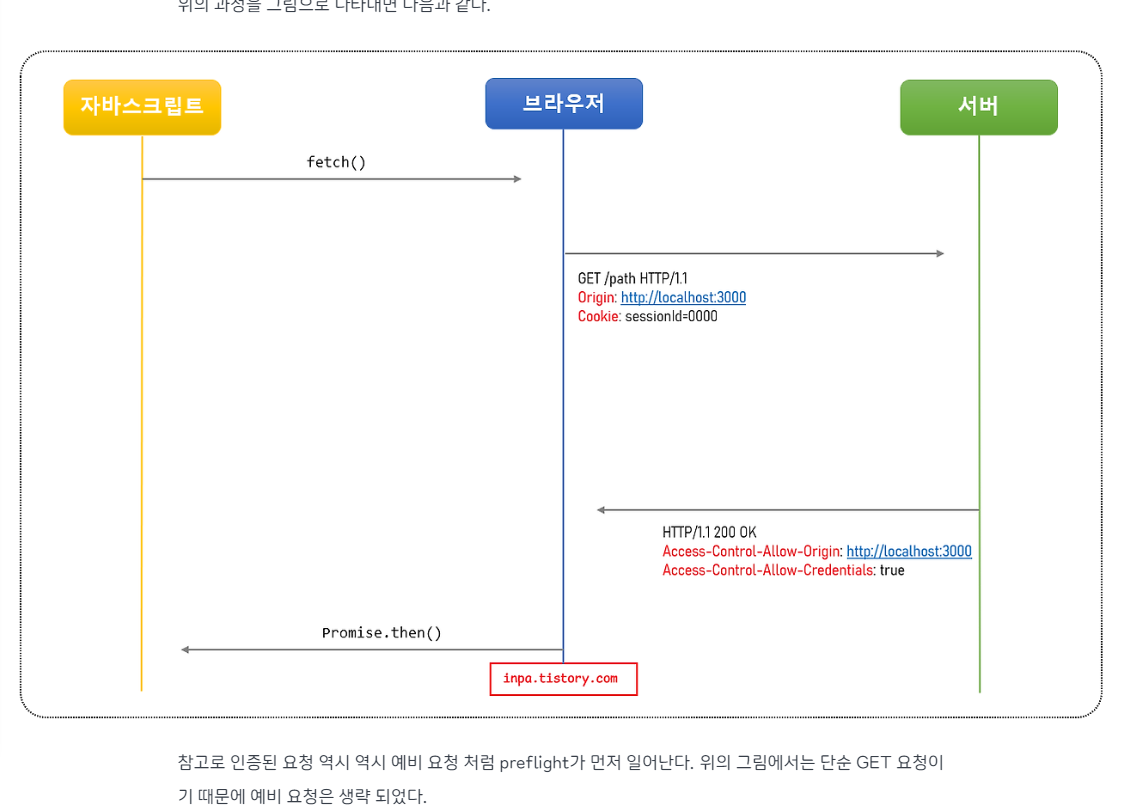 위의 과정을 그림으로 나타내면 다음과 같다.
자바스크립트
브라우저
서버
fetch()
GET /path HTTP/1.1
Origin: http://localhost:3000
Cookie: sessionId=0000
HTTP/1.1 200 OK
Access-Control-Allow-Origin: http://localhost:3000
Access-Control-Allow-Credentials: true
Promise.then()
inpa.tistory.com
참고로 인증된 요청 역시 역시 예비 요청 처럼 preflight가 먼저 일어난다. 위의 그림에서는 단순 GET 요청이
기 때문에 예비 요청은 생략 되었다.